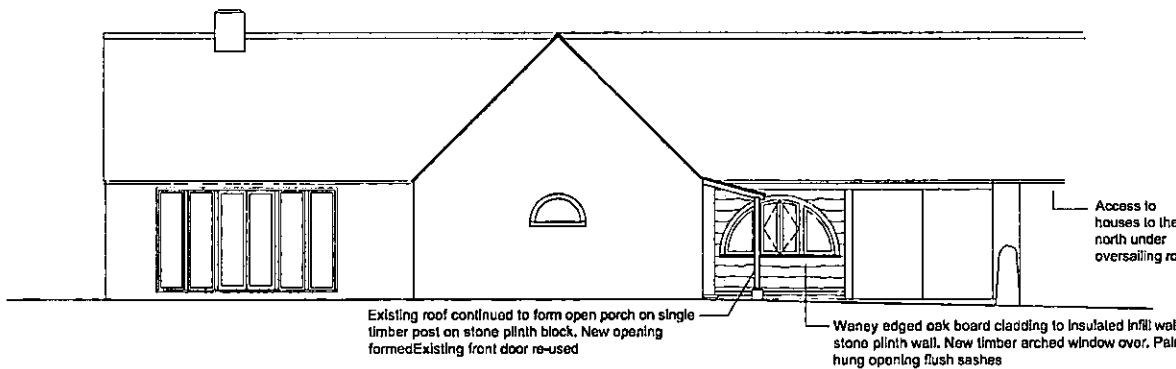 Access to
houses to the
north under
oversailing ro
Existing roof continued to form open porch on single
timber post on stone plinth block. New opening
formedExisting front door re-used
Waney edged oak board cladding to insulated infill wal
stone plinth wall. New timber arched window over. Pai
hung opening flush sashes